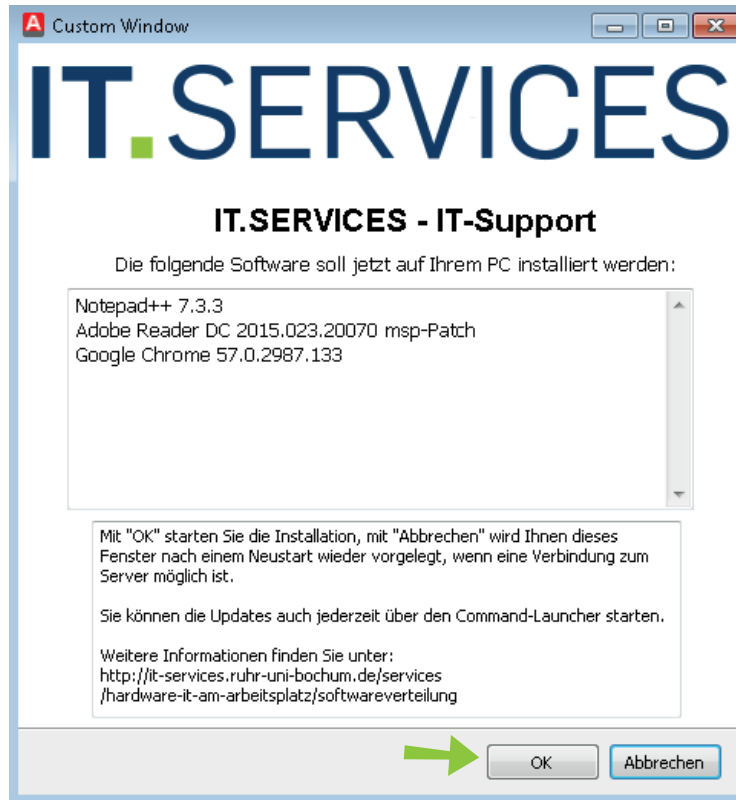 Custom Window
IT.SERVICES
IT.SERVICES - IT-Support
Die folgende Software soll jetzt auf Ihrem PC installiert werden:
Notepad++ 7.3.3
Adobe Reader DC 2015.023.20070 msp-Patch
Google Chrome 57.0.2987.133
Mit "OK" starten Sie die Installation, mit "Abbrechen" wird Ihnen dieses
Fenster nach einem Neustart wieder vorgelegt, wenn eine Verbindung zum
Server möglich ist.
Sie können die Updates auch jederzeit über den Command-Launcher starten.
Weitere Informationen finden Sie unter:
http://it-services.ruhr-uni-bochum.de/services
/hardware-it-am-arbeitsplatz/softwareverteilung
OK
Abbrechen